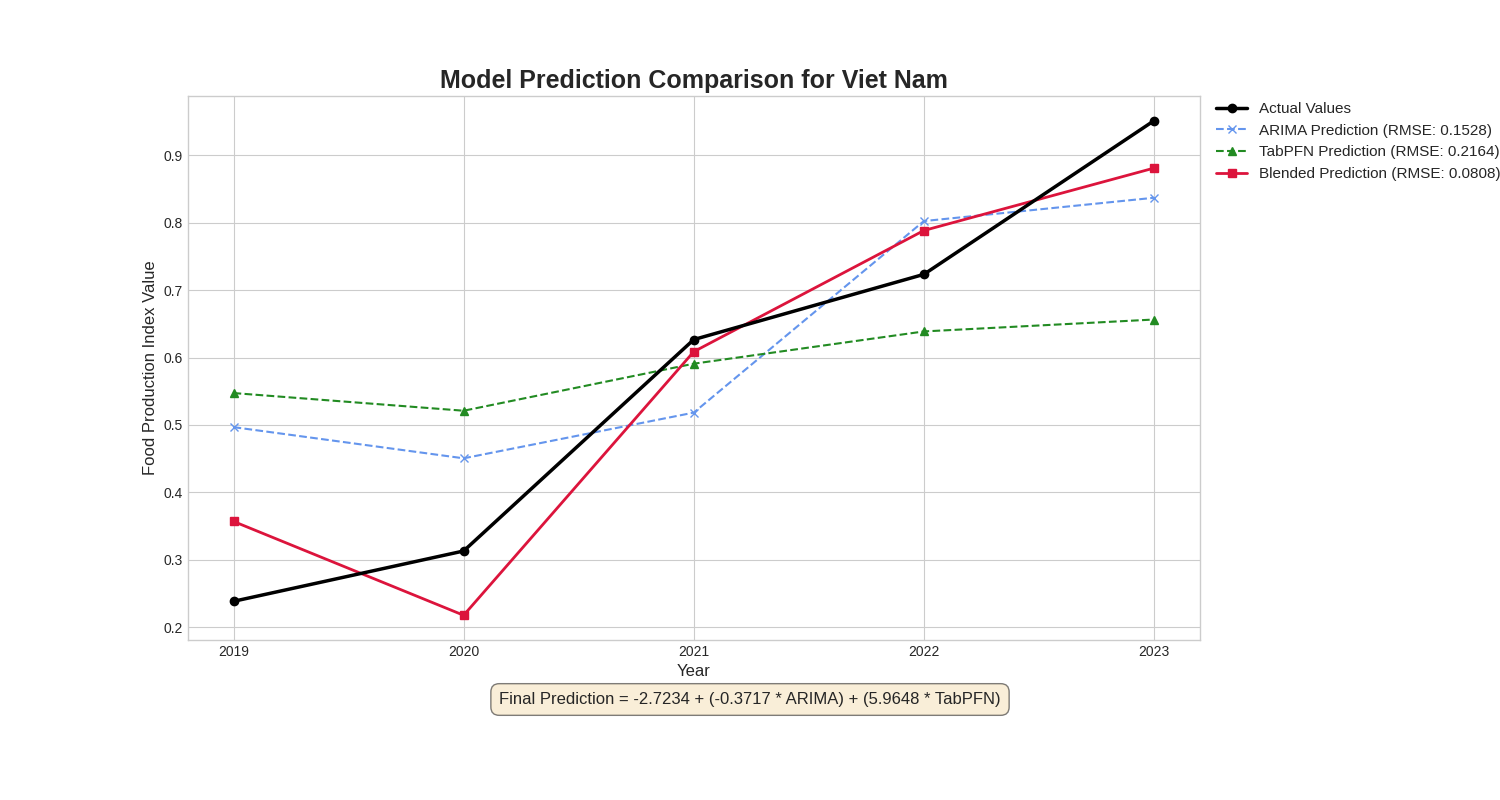 Model Prediction Comparison for Viet Nam
Actual Values
ARIMA Prediction (RMSE: 0.1528)
TabPFN Prediction (RMSE: 0.2164)
Blended Prediction (RMSE: 0.0808)
Food Production Index Value
0.9
0.8
0.7
0.6
0.5
0.4
0.3
0.2
2019 2020 2021 2022 2023
Year
Final Prediction = -2.7234 + (-0.3717 * ARIMA) + (5.9648 * TabPFN)